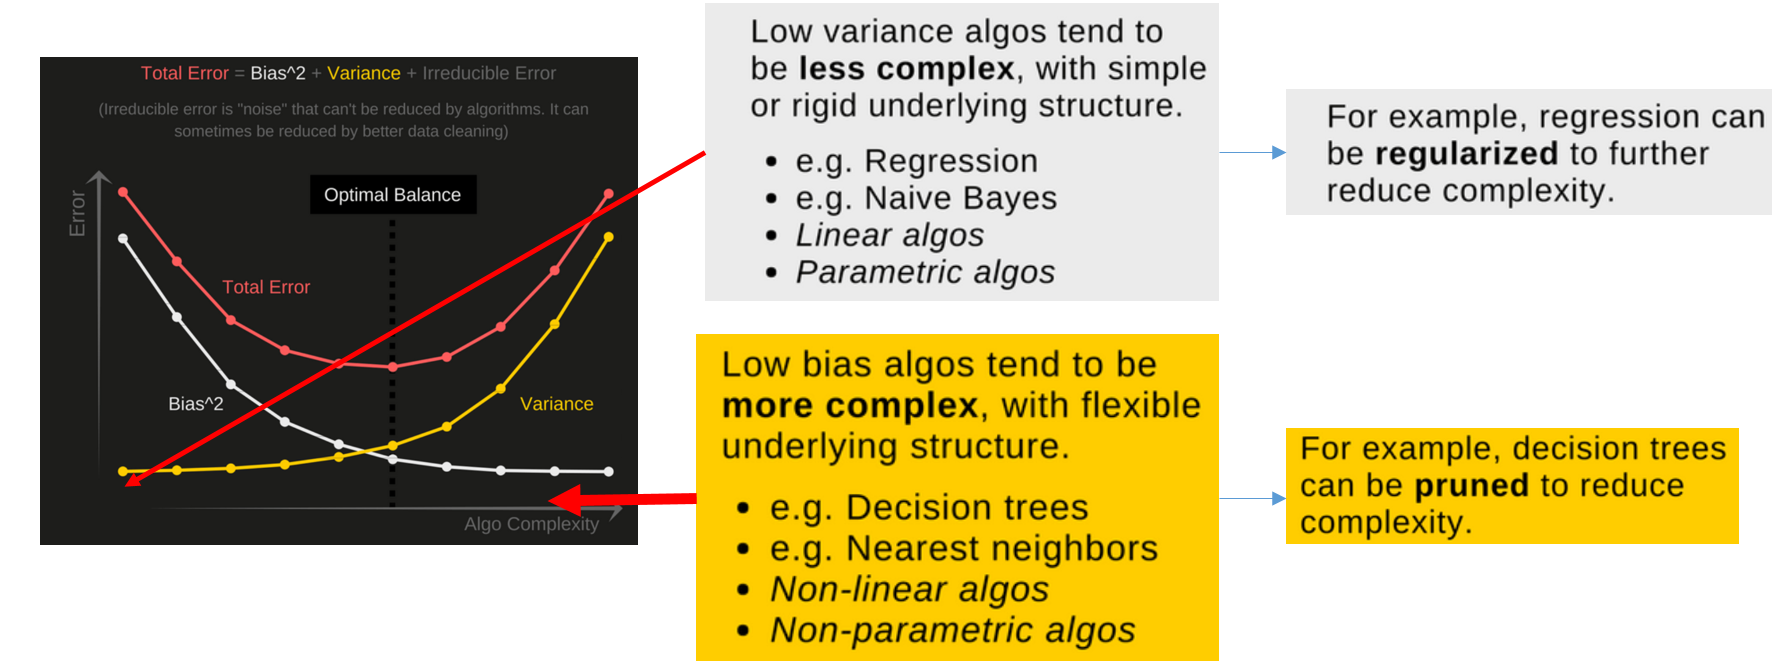 Total Error = Bias^2 + Variance + Irreducible Error
(Irreducible error is "noise" that can't be reduced by algorithms. It can
sometimes be reduced by better data cleaning)
Error
Optimal Balance
Total Error
Bias^2
Variance
Algo Complexity
Low variance algos tend to
be less complex, with simple
or rigid underlying structure.
• e.g. Regression
• e.g. Naive Bayes
• Linear algos
• Parametric algos
For example, regression can
be regularized to further
reduce complexity.
Low bias algos tend to be
more complex, with flexible
underlying structure.
• e.g. Decision trees
• e.g. Nearest neighbors
• Non-linear algos
• Non-parametric algos
For example, decision trees
can be pruned to reduce
complexity.